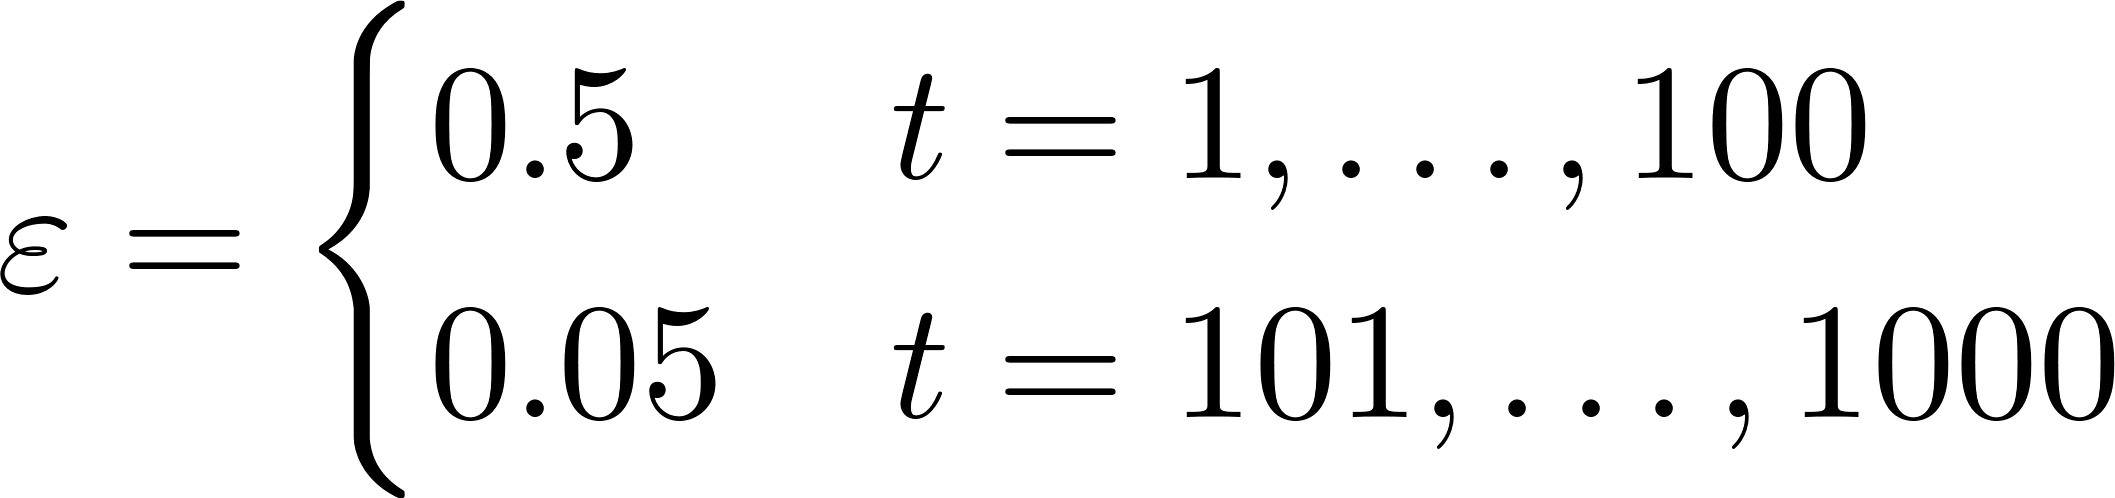 ε = { 0.5 t = 1, . . . , 100
0.05 t = 101, . . . , 1000